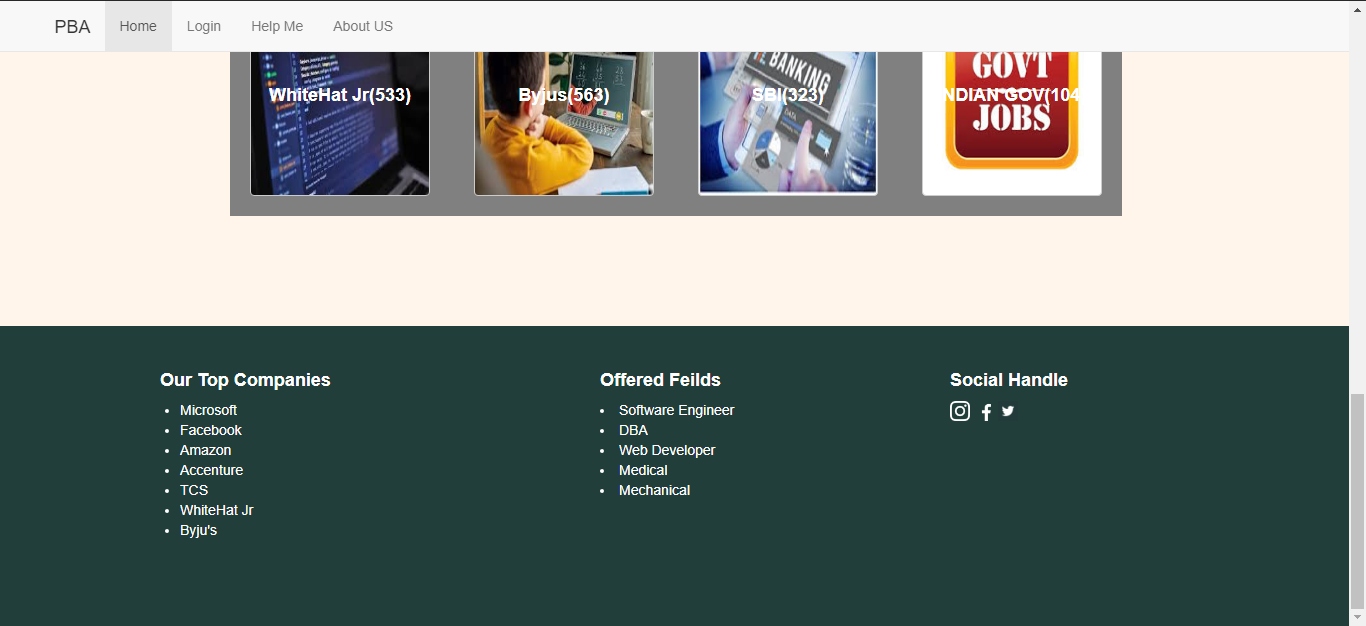 PBA Home Login Help Me About US
BANKING
GOVT
WhiteHat Jr(533) Byjus(563) SBI(323) NDIAN GOV(104
DATA
JOBS
Our Top Companies
Microsoft
Facebook
Amazon
Accenture
TCS
WhiteHat Jr
Byju's
Offered Feilds
Software Engineer
DBA
Web Developer
Medical
Mechanical
Social Handle